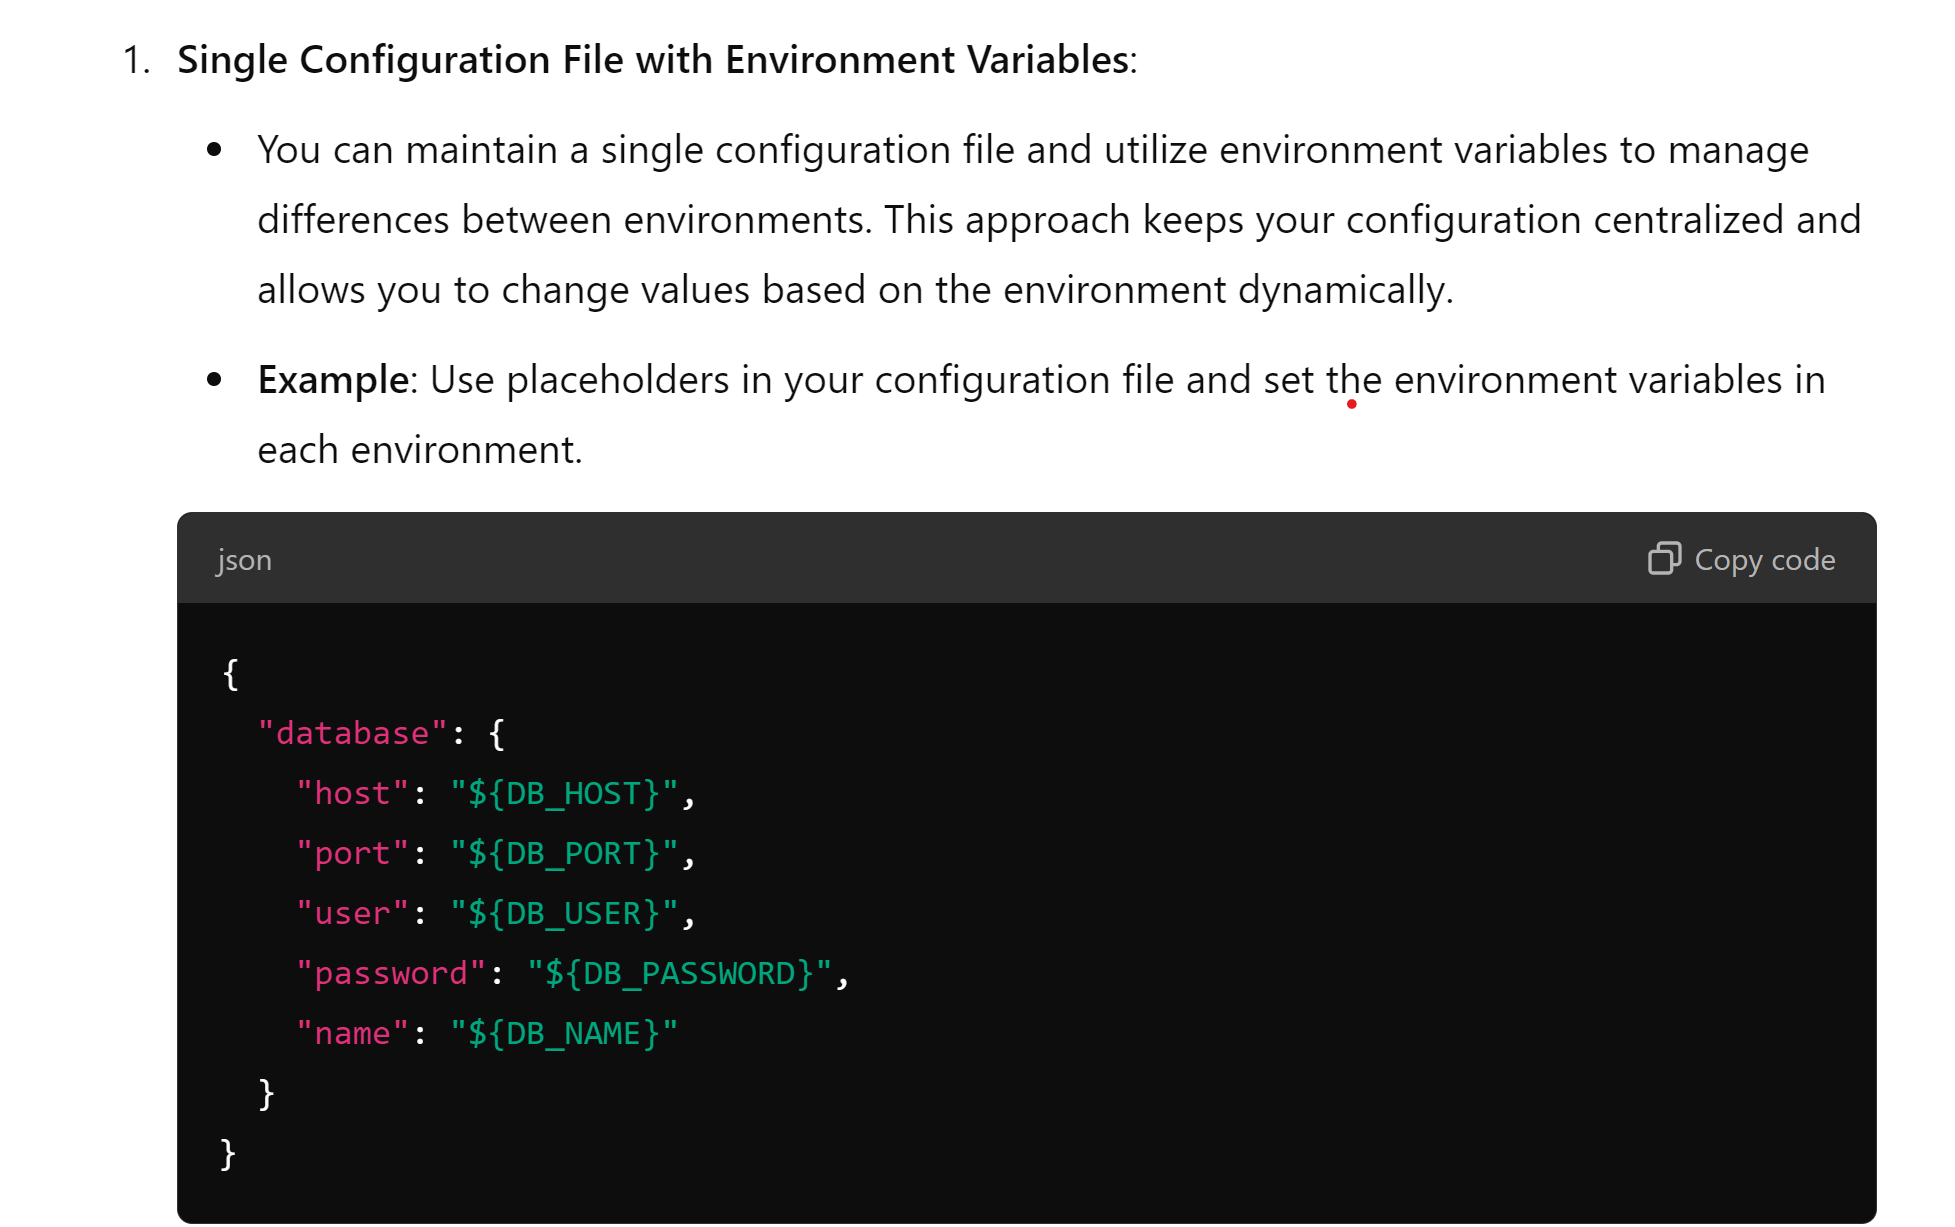 1. Single Configuration File with Environment Variables:
• You can maintain a single configuration file and utilize environment variables to manage
differences between environments. This approach keeps your configuration centralized and
allows you to change values based on the environment dynamically.
• Example: Use placeholders in your configuration file and set the environment variables in
each environment.
json Copy code
{
  "database": {
    "host": "${DB_HOST}",
    "port": "${DB_PORT}",
    "user": "${DB_USER}",
    "password": "${DB_PASSWORD}",
    "name": "${DB_NAME}"
  }
}